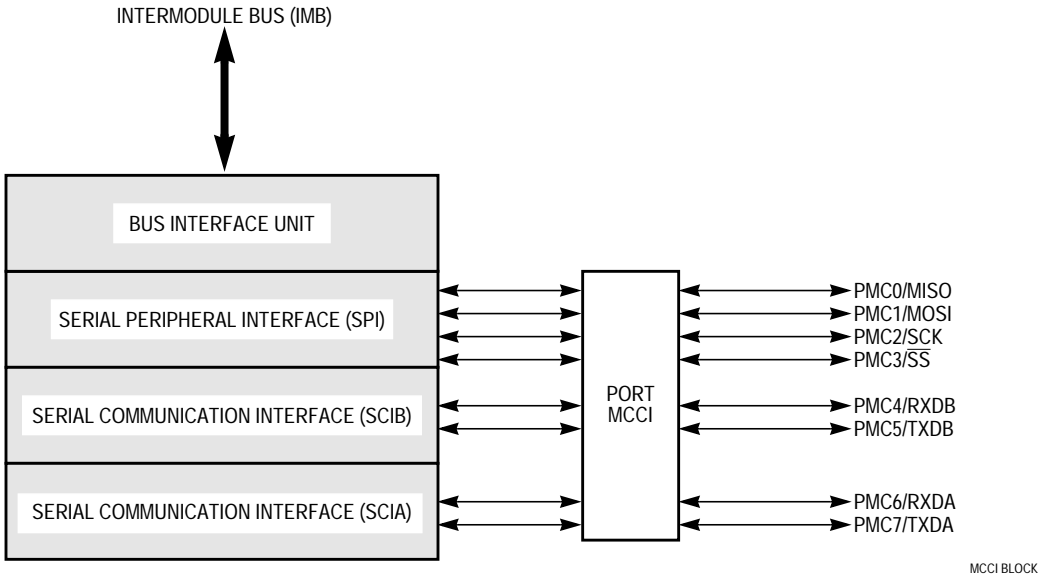 INTERMODULE BUS (IMB)
BUS INTERFACE UNIT
SERIAL PERIPHERAL INTERFACE (SPI)
SERIAL COMMUNICATION INTERFACE (SCIB)
SERIAL COMMUNICATION INTERFACE (SCIA)
PORT
MCCI
PMC0/MISO
PMC1/MOSI
PMC2/SCK
PMC3/S̅S̅
PMC4/RXDB
PMC5/TXDB
PMC6/RXDA
PMC7/TXDA
MCCI BLOCK